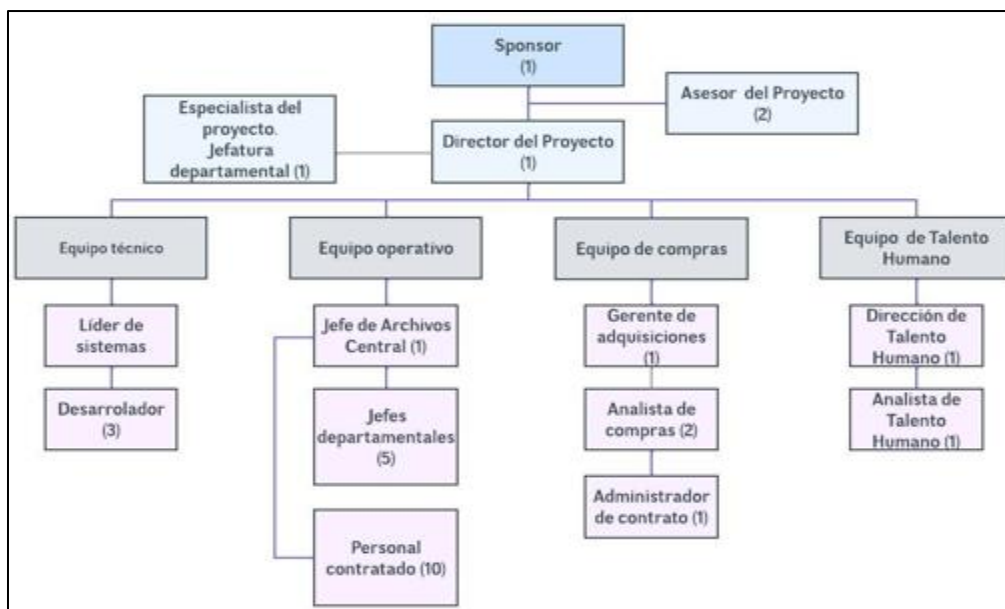 Sponsor
(1)
Asesor del Proyecto
(2)
Especialista del
proyecto.
Jefatura
departamental (1)
Director del Proyecto
(1)
Equipo técnico
Equipo operativo
Equipo de compras
Equipo de Talento
Humano
Líder de
sistemas
Jefe de Archivos
Central (1)
Gerente de
adquisiciones
(1)
Dirección de
Talento
Humano (1)
Desarrolador
(3)
Jefes
departamentales
(5)
Analista de
compras (2)
Analista de
Talento
Humano (1)
Administrador
de contrato (1)
Personal
contratado (10)